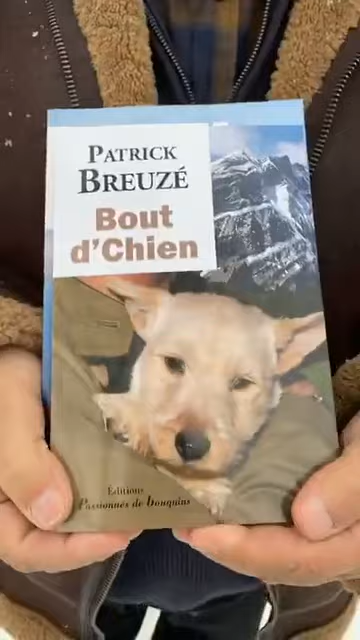 PATRICK
BREUZÉ
Bout
d'Chien
Éditions
Passionnés de Bouquins